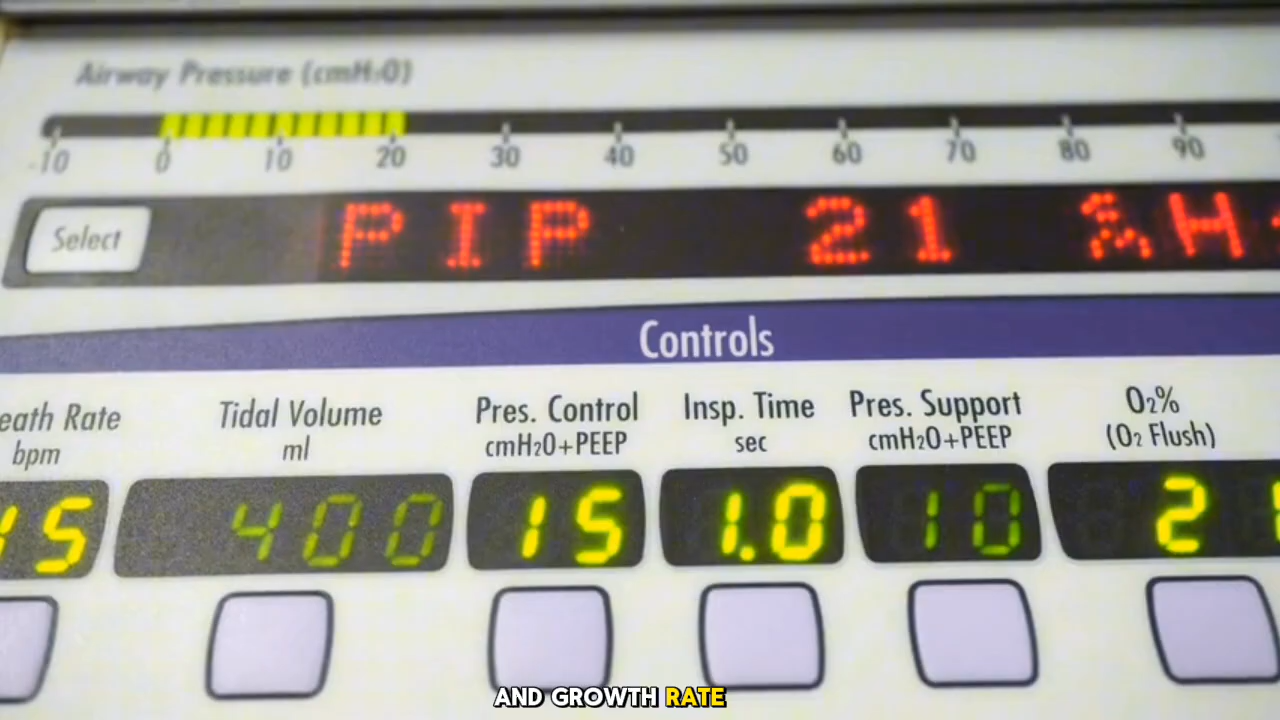 Airway Pressure (cmH2O)
-10 0 10 20 30 40 50 60 70 80 90
Select
PIP 21
Controls
eath Rate
bpm
Tidal Volume
ml
Pres. Control
cmH2O+PEEP
Insp. Time
sec
Pres. Support
cmH2O+PEEP
O2%
(O2 Flush)
15 400 15 1.0 10 2
AND GROWTH RATE